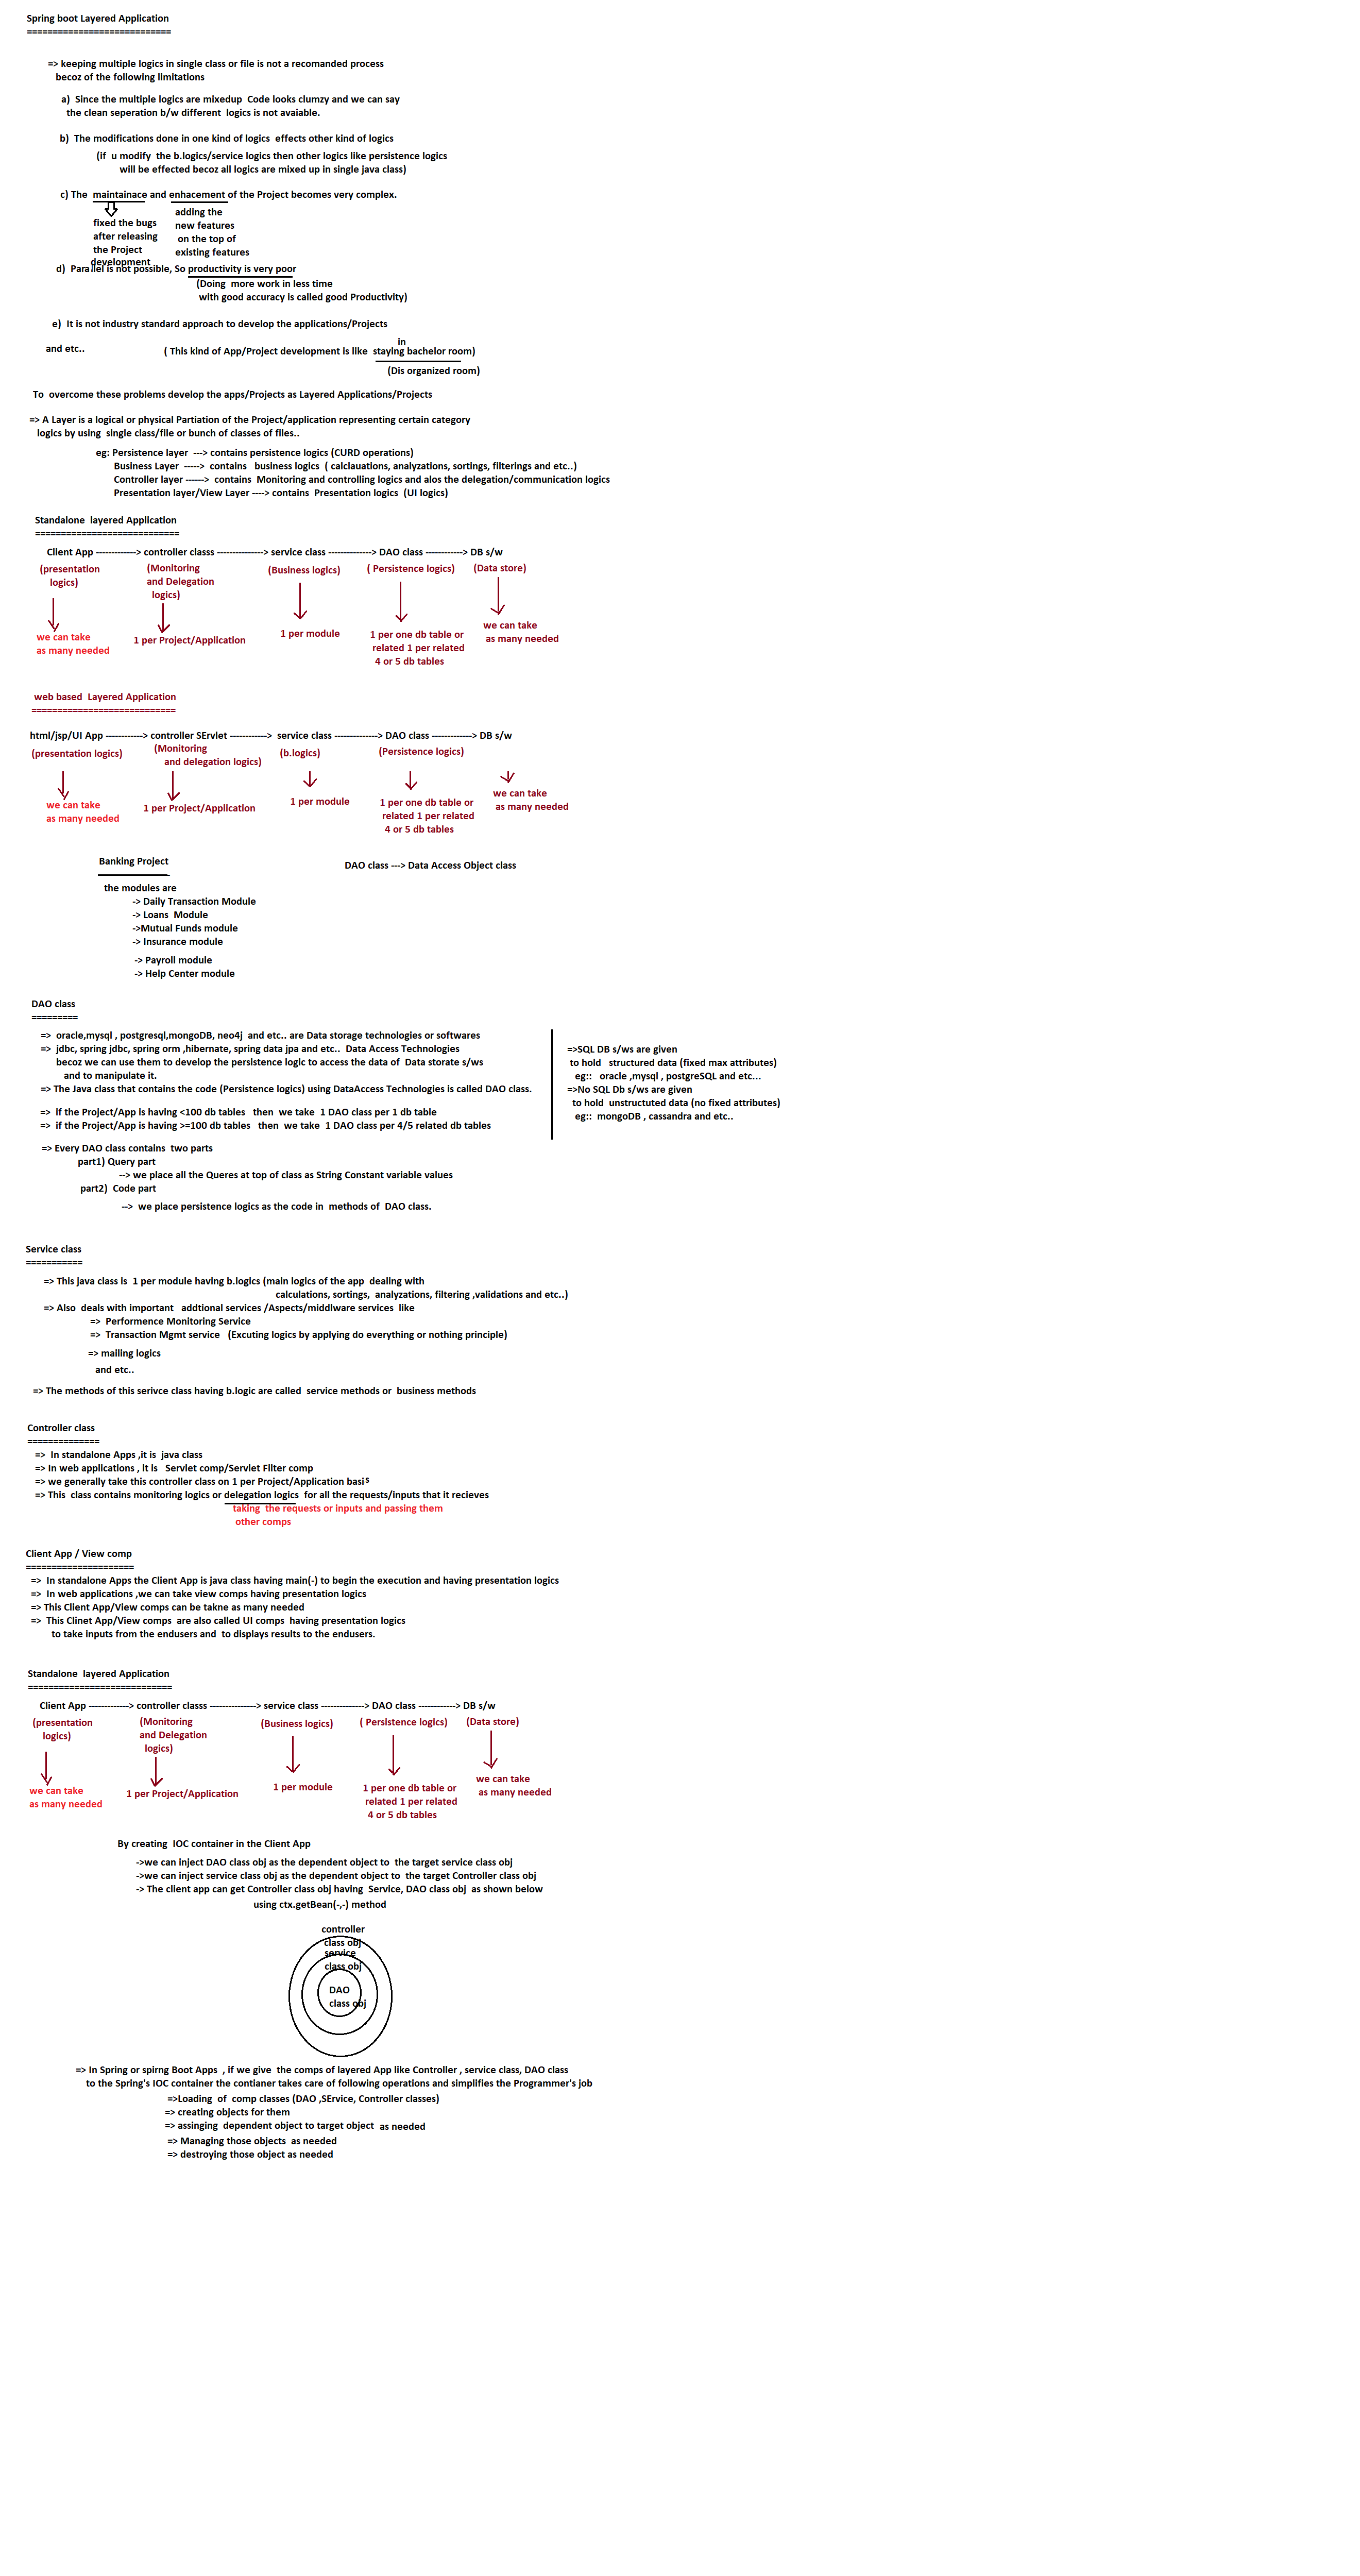 Spring boot Layered Application
============================
=> keeping multiple logics in single class or file is not a recomanded process
becoz of the following limitations
a)  Since the multiple logics are mixedup  Code looks clumzy and we can say
the clean seperation b/w different  logics is not avaiable.
b)  The modifications done in one kind of logics  effects other kind of logics
(if  u modify  the b.logics/service logics then other logics like persistence logics
will be effected becoz all logics are mixed up in single java class)
c) The  maintainace and enhacement of the Project becomes very complex.
fixed the bugs
after releasing
the Project
adding the
new features
on the top of
existing features
development
d)  Parallel is not possible, So productivity is very poor
(Doing  more work in less time
with good accuracy is called good Productivity)
e)  It is not industry standard approach to develop the applications/Projects
and etc..
in
( This kind of App/Project development is like  staying bachelor room)
(Dis organized room)
To  overcome these problems develop the apps/Projects as Layered Applications/Projects
=> A Layer is a logical or physical Partiation of the Project/application representing certain category
logics by using  single class/file or bunch of classes of files..
eg: Persistence layer  ---> contains persistence logics (CURD operations)
Business Layer  -----> contains   business logics  ( calclauations, analyzations, sortings, filterings and etc..)
Controller layer ------> contains  Monitoring and controlling logics and alos the delegation/communication logics
Presentation layer/View Layer ----> contains  Presentation logics  (UI logics)
Standalone  layered Application
============================
Client App -------------> controller classs ---------------> service class --------------> DAO class ------------> DB s/w
(presentation
logics)
(Monitoring
and Delegation
logics)
(Business logics)
( Persistence logics)
(Data store)
we can take
as many needed
1 per Project/Application
1 per module
1 per one db table or
related 1 per related
4 or 5 db tables
we can take
as many needed
web based  Layered Application
============================
html/jsp/UI App ------------> controller SErvlet ------------>  service class --------------> DAO class -------------> DB s/w
(presentation logics)
(Monitoring
and delegation logics)
(b.logics)
(Persistence logics)
we can take
as many needed
1 per Project/Application
1 per module
1 per one db table or
related 1 per related
4 or 5 db tables
we can take
as many needed
Banking Project
DAO class ---> Data Access Object class
the modules are
-> Daily Transaction Module
-> Loans  Module
->Mutual Funds module
-> Insurance module
-> Payroll module
-> Help Center module
DAO class
=========
=>  oracle,mysql , postgresql,mongoDB, neo4j  and etc.. are Data storage technologies or softwares
=>  jdbc, spring jdbc, spring orm ,hibernate, spring data jpa and etc..  Data Access Technologies
becoz we can use them to develop the persistence logic to access the data of  Data storate s/ws
and to manipulate it.
=> The Java class that contains the code (Persistence logics) using DataAccess Technologies is called DAO class.
=>  if the Project/App is having <100 db tables   then  we take  1 DAO class per 1 db table
=>  if the Project/App is having >=100 db tables   then  we take  1 DAO class per 4/5 related db tables
=>SQL DB s/ws are given
to hold   structured data (fixed max attributes)
eg::   oracle ,mysql , postgreSQL and etc...
=>No SQL Db s/ws are given
to hold  unstructuted data (no fixed attributes)
eg::  mongoDB , cassandra and etc..
=> Every DAO class contains  two parts
part1) Query part
--> we place all the Queres at top of class as String Constant variable values
part2)  Code part
-->  we place persistence logics as the code in  methods of  DAO class.
Service class
===========
=> This java class is  1 per module having b.logics (main logics of the app  dealing with
calculations, sortings,  analyzations, filtering ,validations and etc..)
=> Also  deals with important   addtional services /Aspects/middlware services  like
=>  Performence Monitoring Service
=>  Transaction Mgmt service   (Excuting logics by applying do everything or nothing principle)
=> mailing logics
and etc..
=> The methods of this serivce class having b.logic are called  service methods or  business methods
Controller class
==============
=>  In standalone Apps ,it is  java class
=> In web applications , it is   Servlet comp/Servlet Filter comp
=> we generally take this controller class on 1 per Project/Application basis
=> This  class contains monitoring logics or delegation logics  for all the requests/inputs that it recieves
taking  the requests or inputs and passing them
other comps
Client App / View comp
=====================
=>  In standalone Apps the Client App is java class having main(-) to begin the execution and having presentation logics
=>  In web applications ,we can take view comps having presentation logics
=> This Client App/View comps can be takne as many needed
=>  This Clinet App/View comps  are also called UI comps  having presentation logics
to take inputs from the endusers and  to displays results to the endusers.
Standalone  layered Application
============================
Client App -------------> controller classs ---------------> service class --------------> DAO class ------------> DB s/w
(presentation
logics)
(Monitoring
and Delegation
logics)
(Business logics)
( Persistence logics)
(Data store)
we can take
as many needed
1 per Project/Application
1 per module
1 per one db table or
related 1 per related
4 or 5 db tables
we can take
as many needed
By creating  IOC container in the Client App
->we can inject DAO class obj as the dependent object to  the target service class obj
->we can inject service class obj as the dependent object to  the target Controller class obj
-> The client app can get Controller class obj having  Service, DAO class obj  as shown below
using ctx.getBean(-,-) method
controller
class obj
service
class obj
DAO
class obj
=> In Spring or spirng Boot Apps  , if we give  the comps of layered App like Controller , service class, DAO class
to the Spring's IOC container the contianer takes care of following operations and simplifies the Programmer's job
=>Loading  of  comp classes (DAO ,SErvice, Controller classes)
=> creating objects for them
=> assinging  dependent object to target object  as needed
=> Managing those objects  as needed
=> destroying those object as needed